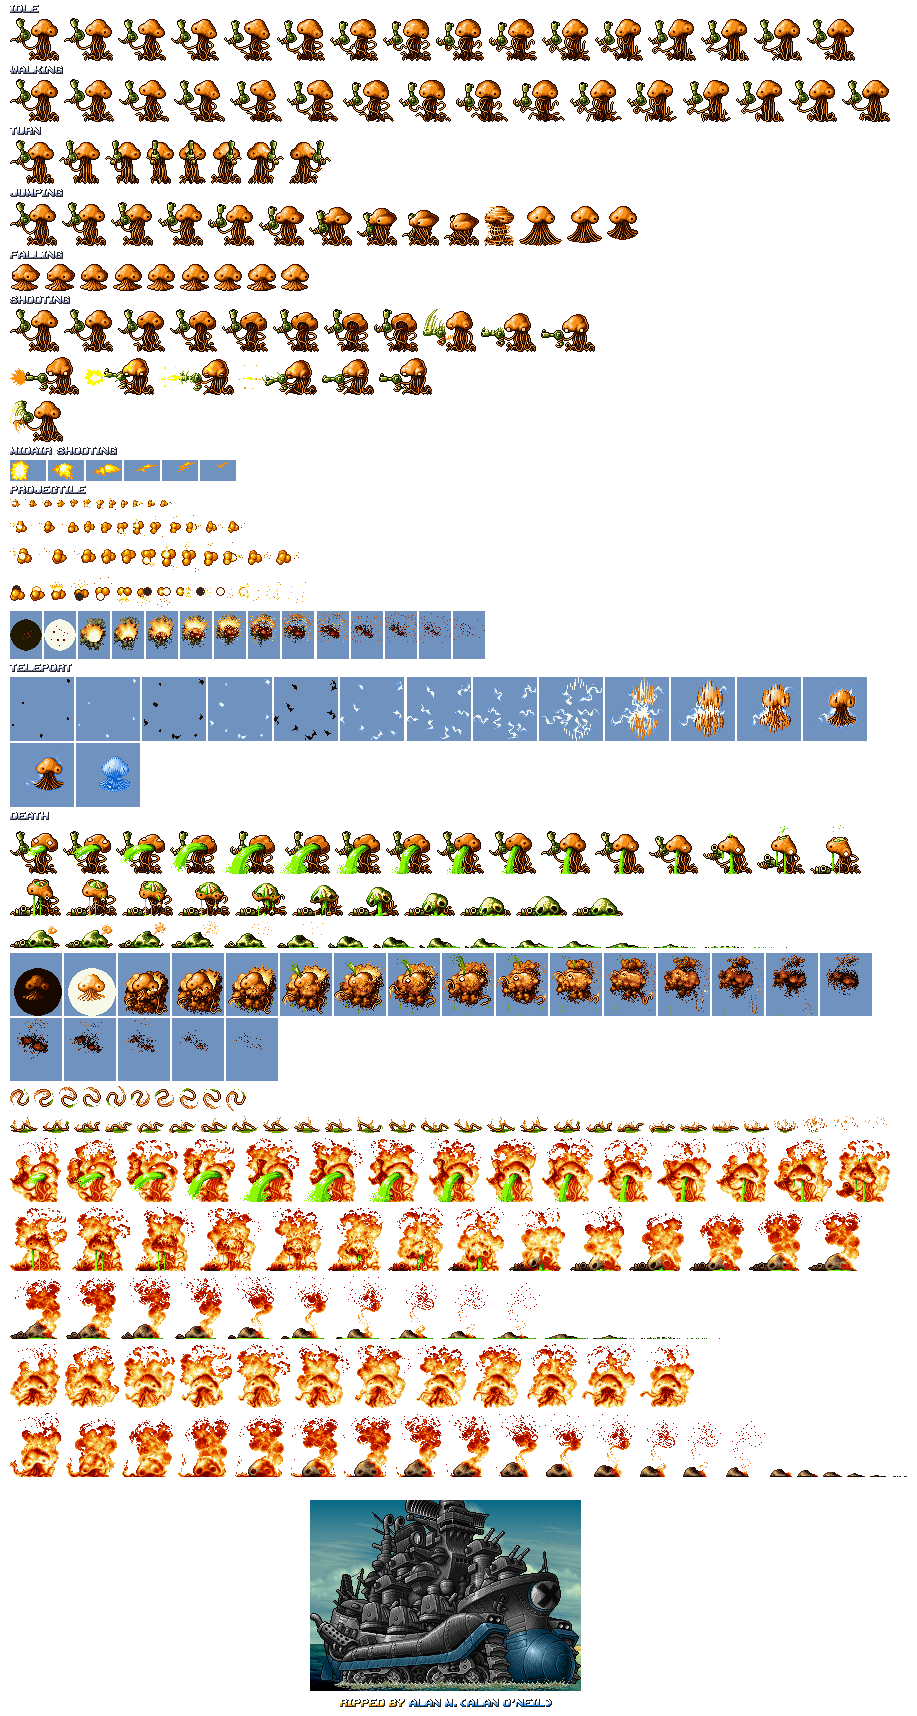 IDLE
WALKING
TURN
JUMPING
FALLING
SHOOTING
MIDAIR SHOOTING
PROJECTILE
TELEPORT
DEATH
RIPPED BY ALAN M.(ALAN O'NEIL)